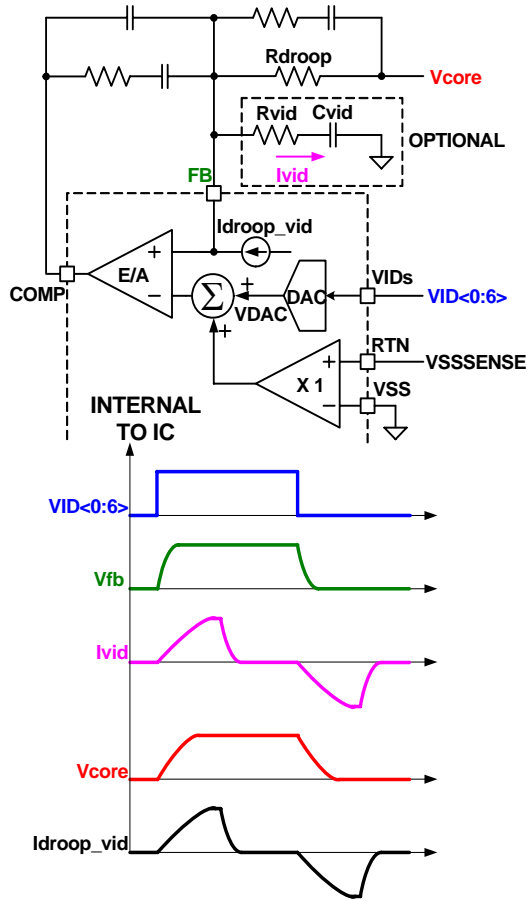 Rdroop
Vcore
Rvid
Cvid
OPTIONAL
Ivid
FB
Idroop_vid
+
E/A
−
COMP
Σ
+
VDAC
DAC
VIDs
VID<0:6>
+
RTN
VSSSENSE
+
X 1
−
VSS
INTERNAL
TO IC
VID<0:6>
Vfb
Ivid
Vcore
Idroop_vid